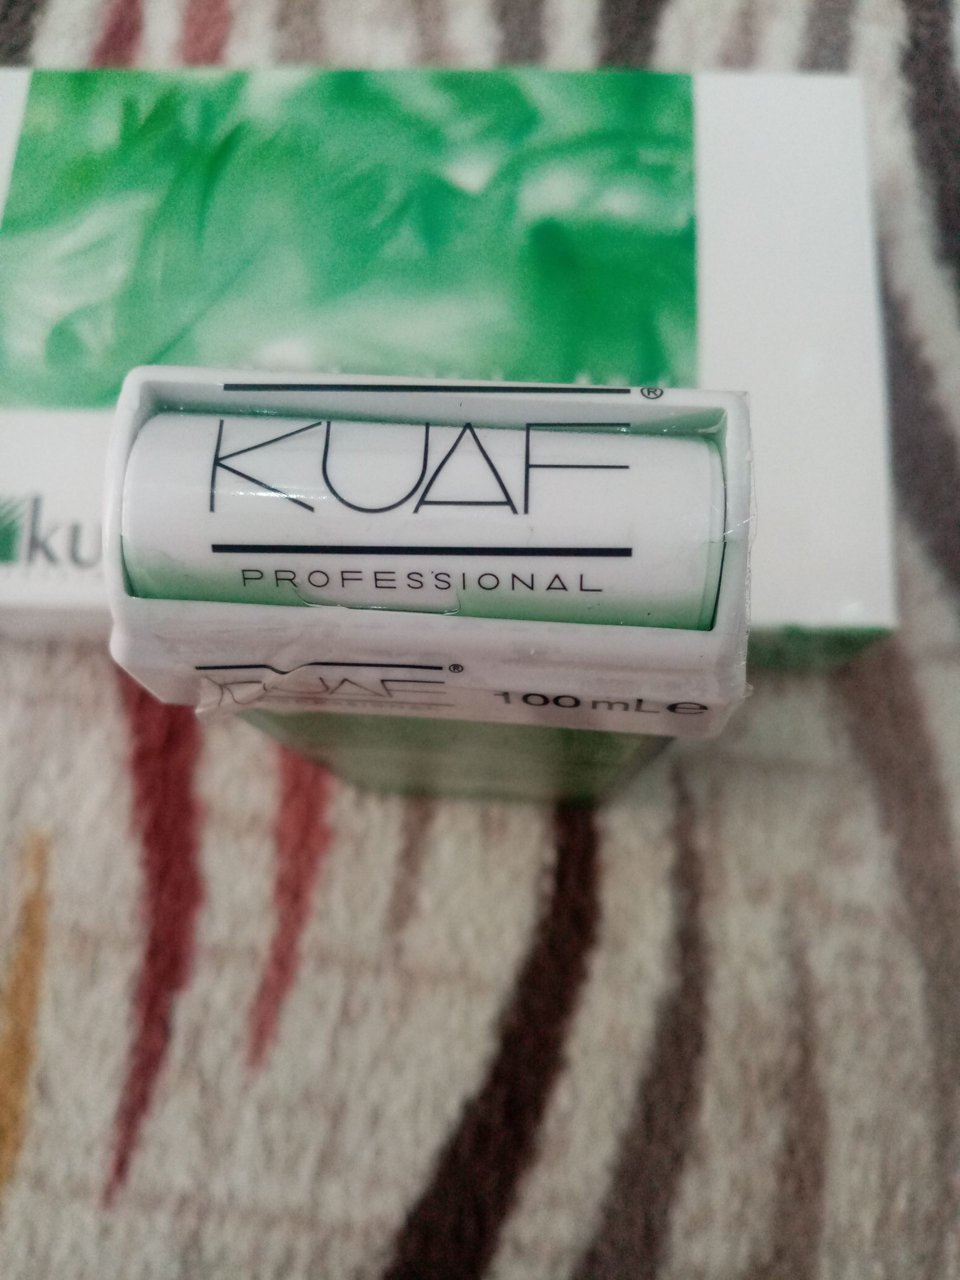 ®
KUAF
PROFESSIONAL
ku
®
KUAF
100 mL e